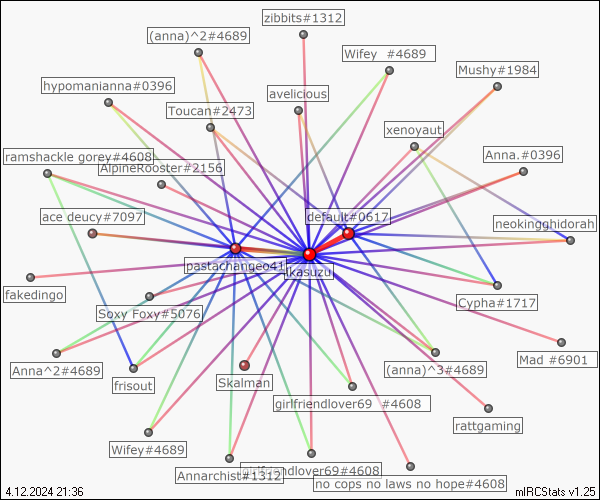 zibbits#1312
(anna)^2#4689
Wifey #4689
Mushy#1984
hypomanianna#0396
avelicious
Toucan#2473
xenoyaut
ramshackle gorey#4608
AlpineRooster#2156
Anna.#0396
ace deucy#7097
default#0617
neokingghidorah
pastachangeo41
ikasuzu
fakedingo
Soxy Foxy#5076
Cypha#1717
Anna^2#4689
frisout
Skalman
(anna)^3#4689
Mad #6901
girlfriendlover69 #4608
rattgaming
Wifey#4689
Annarchist#1312
girlfriendlover69#4608
no cops no laws no hope#4608
4.12.2024 21:36
mIRCStats v1.25